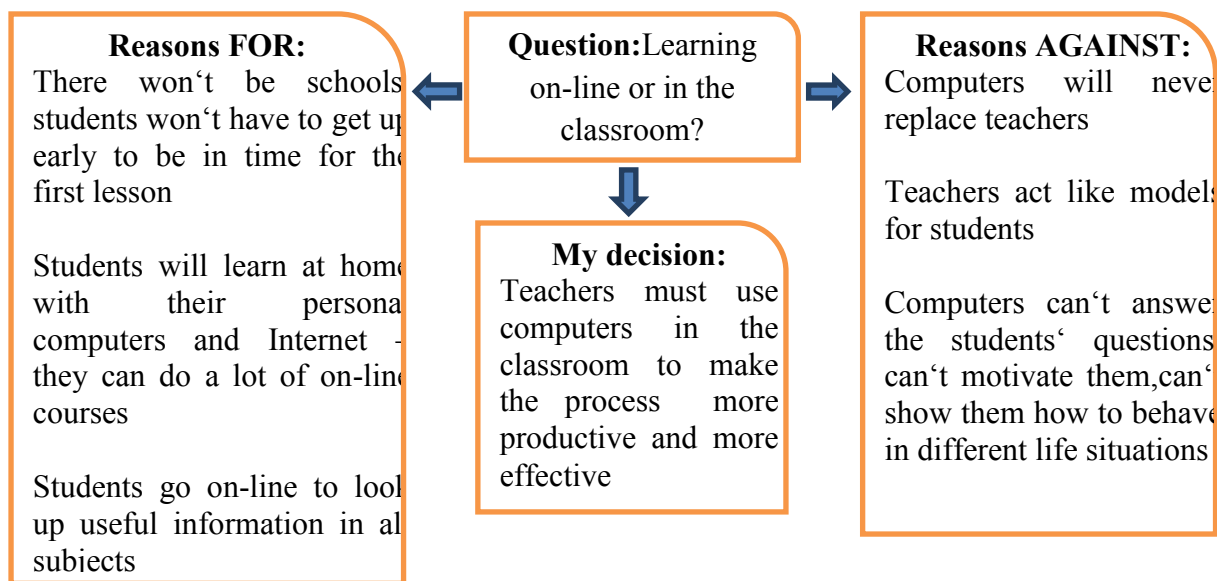 Reasons FOR:
There won‘t be schools
students won‘t have to get up
early to be in time for the
first lesson
Students will learn at home
with their personal
computers and Internet -
they can do a lot of on-line
courses
Students go on-line to look
up useful information in all
subjects
Question:Learning
on-line or in the
classroom?
My decision:
Teachers must use
computers in the
classroom to make
the process more
productive and more
effective
Reasons AGAINST:
Computers will never
replace teachers
Teachers act like models
for students
Computers can‘t answer
the students‘ questions
can‘t motivate them,can‘t
show them how to behave
in different life situations